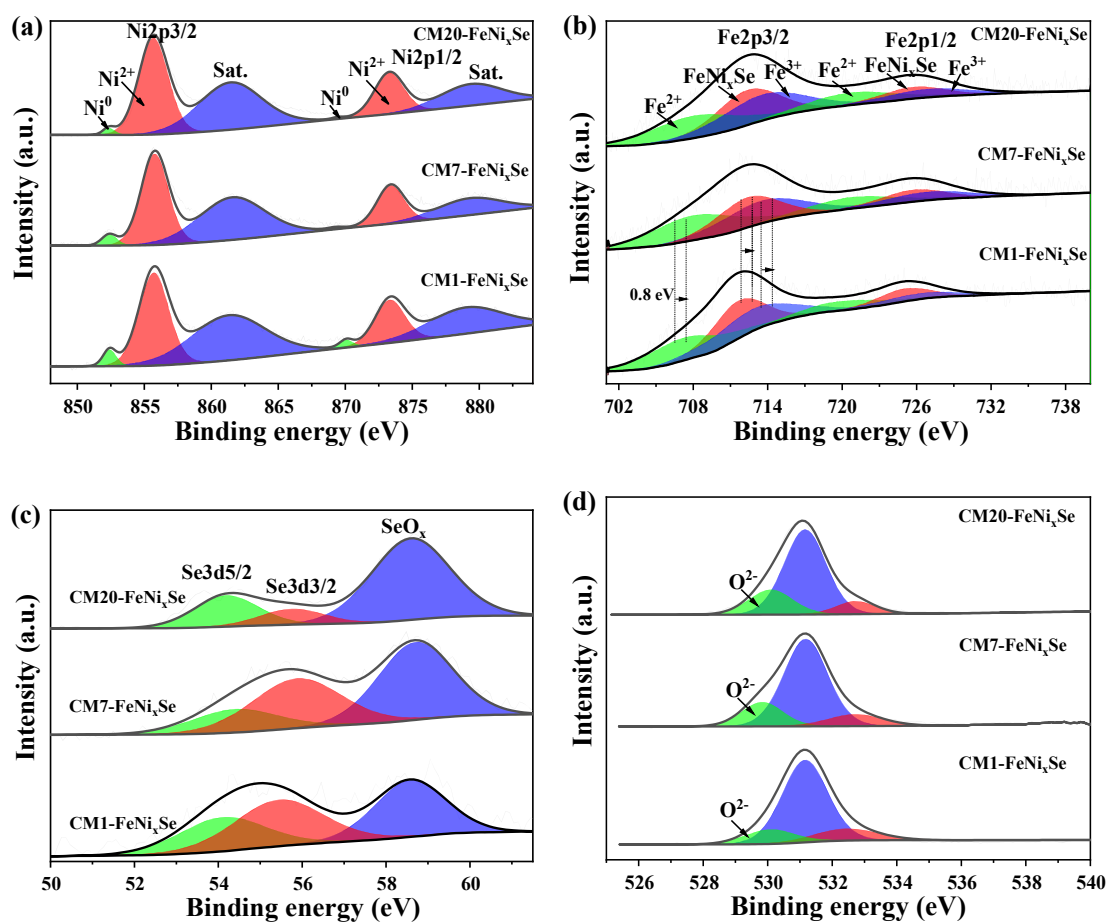 (a)
Ni2p3/2
CM20-FeNiₓSe
Ni²⁺
Ni⁰
Sat.
Ni²⁺
Ni2p1/2
Ni⁰
Sat.
CM7-FeNiₓSe
CM1-FeNiₓSe
Intensity (a.u.)
850 855 860 865 870 875 880
Binding energy (eV)
(b)
CM20-FeNiₓSe
Fe2p3/2
Fe2p1/2
FeNiₓSe
Fe³⁺
Fe²⁺
FeNiₓSe
Fe³⁺
Fe²⁺
CM7-FeNiₓSe
CM1-FeNiₓSe
0.8 eV
Intensity (a.u.)
702 708 714 720 726 732 738
Binding energy (eV)
(c)
SeOₓ
Se3d5/2
Se3d3/2
CM20-FeNiₓSe
CM7-FeNiₓSe
CM1-FeNiₓSe
Intensity (a.u.)
50 52 54 56 58 60
Binding energy (eV)
(d)
CM20-FeNiₓSe
O²⁻
CM7-FeNiₓSe
O²⁻
CM1-FeNiₓSe
O²⁻
Intensity (a.u.)
526 528 530 532 534 536 538 540
Binding energy (eV)